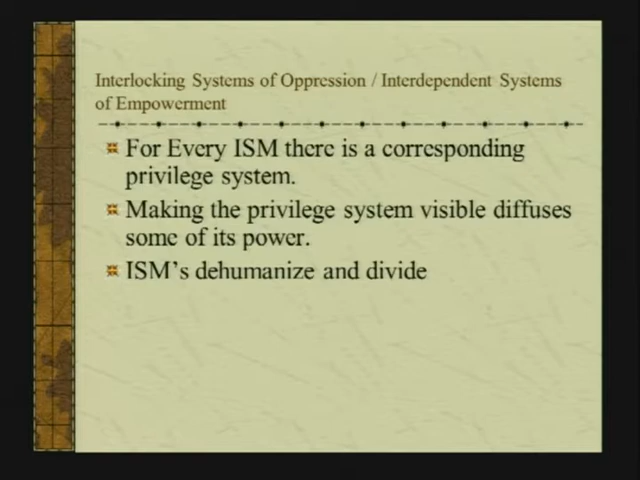 Interlocking Systems of Oppression / Interdependent Systems
of Empowerment
For Every ISM there is a corresponding
privilege system.
Making the privilege system visible diffuses
some of its power.
ISM's dehumanize and divide